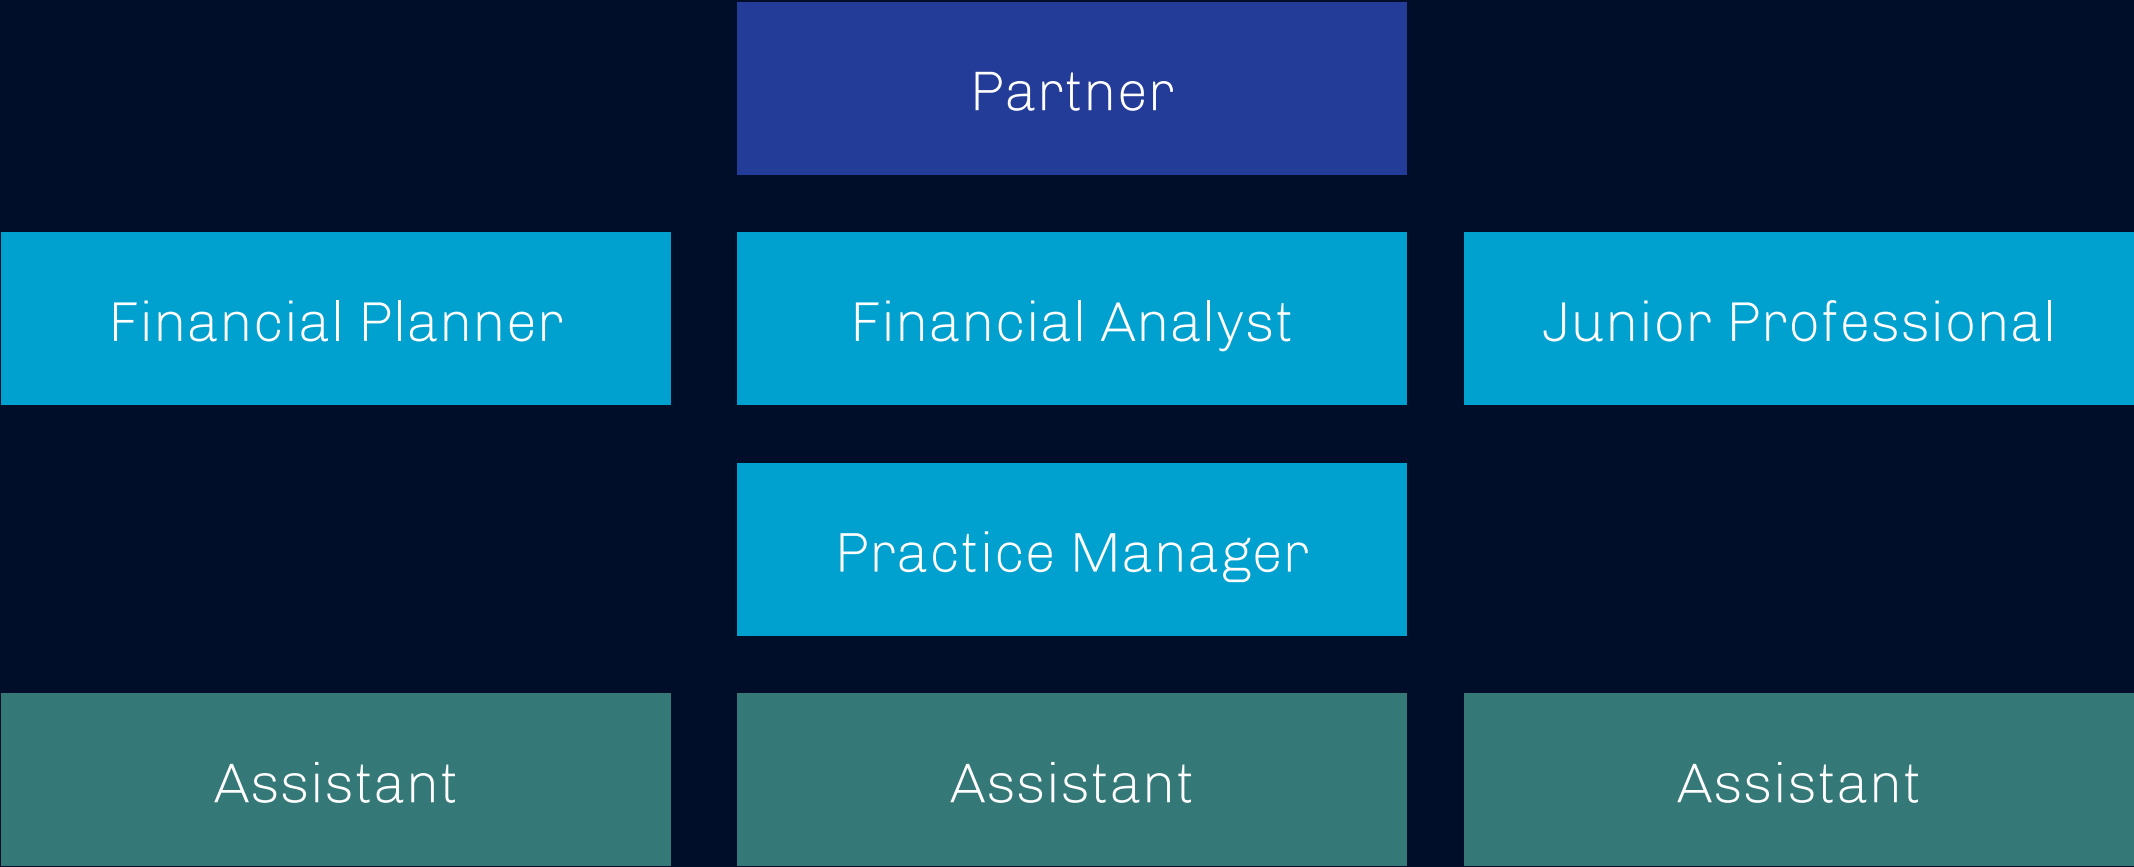 Partner
Financial Planner
Financial Analyst
Junior Professional
Practice Manager
Assistant
Assistant
Assistant